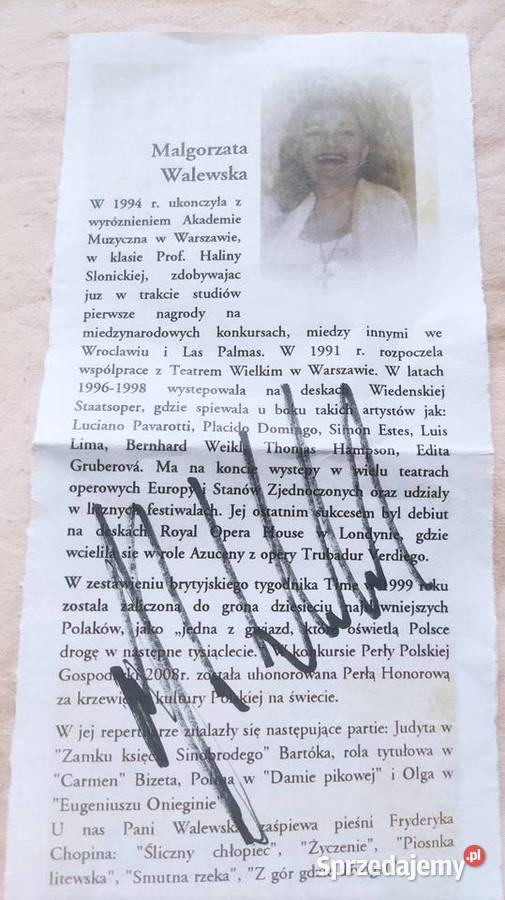 Malgorzata
Walewska
W 1994 r. ukonczyla z
wyróznieniem Akademie
Muzyczna w Warszawie,
w klasie Prof. Haliny
Slonickiej, zdobywajac
juz w trakcie studiów
pierwsze nagrody na
miedzynarodowych konkursach, miedzy innymi we
Wroclawiu i Las Palmas. W 1991 r. rozpoczela
wspólprace z Teatrem Wielkim w Warszawie. W latach
1996-1998 wystepowala na deskach Wiedenskiej
Staatsoper, gdzie spiewala u boku takich artystów jak:
Luciano Pavarotti, Placido Domingo, Simon Estes, Luis
Lima, Bernhard Weikl, Thomas Hampson, Edita
Gruberová. Ma na koncie wystepy w wielu teatrach
operowych Europy i Stanów Zjednoczonych oraz udzialy
w licznych festiwalach. Jej ostatnim sukcesem byl debiut
na deskach Royal Opera House w Londynie, gdzie
wcielila sie w role Azuceny z opery Trubadur Verdiego.
W zestawieniu brytyjskiego tygodnika Time w 1999 roku
została zaliczona do grona dziesięciu najsławniejszych
Polaków, jako „jedna z gwiazd, które oświetlą Polsce
drogę w następne tysiąclecie." W konkursie Perły Polskiej
Gospodarki 2008r. została uhonorowana Perłą Honorową
za krzewienie kultury Polskiej na świecie.
W jej repertuarze znalazły się następujące partie: Judyta w
"Zamku księcia Sinobrodego" Bartóka, rola tytułowa w
"Carmen" Bizeta, Polina w "Damie pikowej" i Olga w
"Eugeniuszu Onieginie"
U nas Pani Walewska zaśpiewa pieśni Fryderyka
Chopina: "Śliczny chłopiec", "Życzenie", "Piosnka
litewska", "Smutna rzeka", "Z gór gdzie
Sprzedajemy.pl